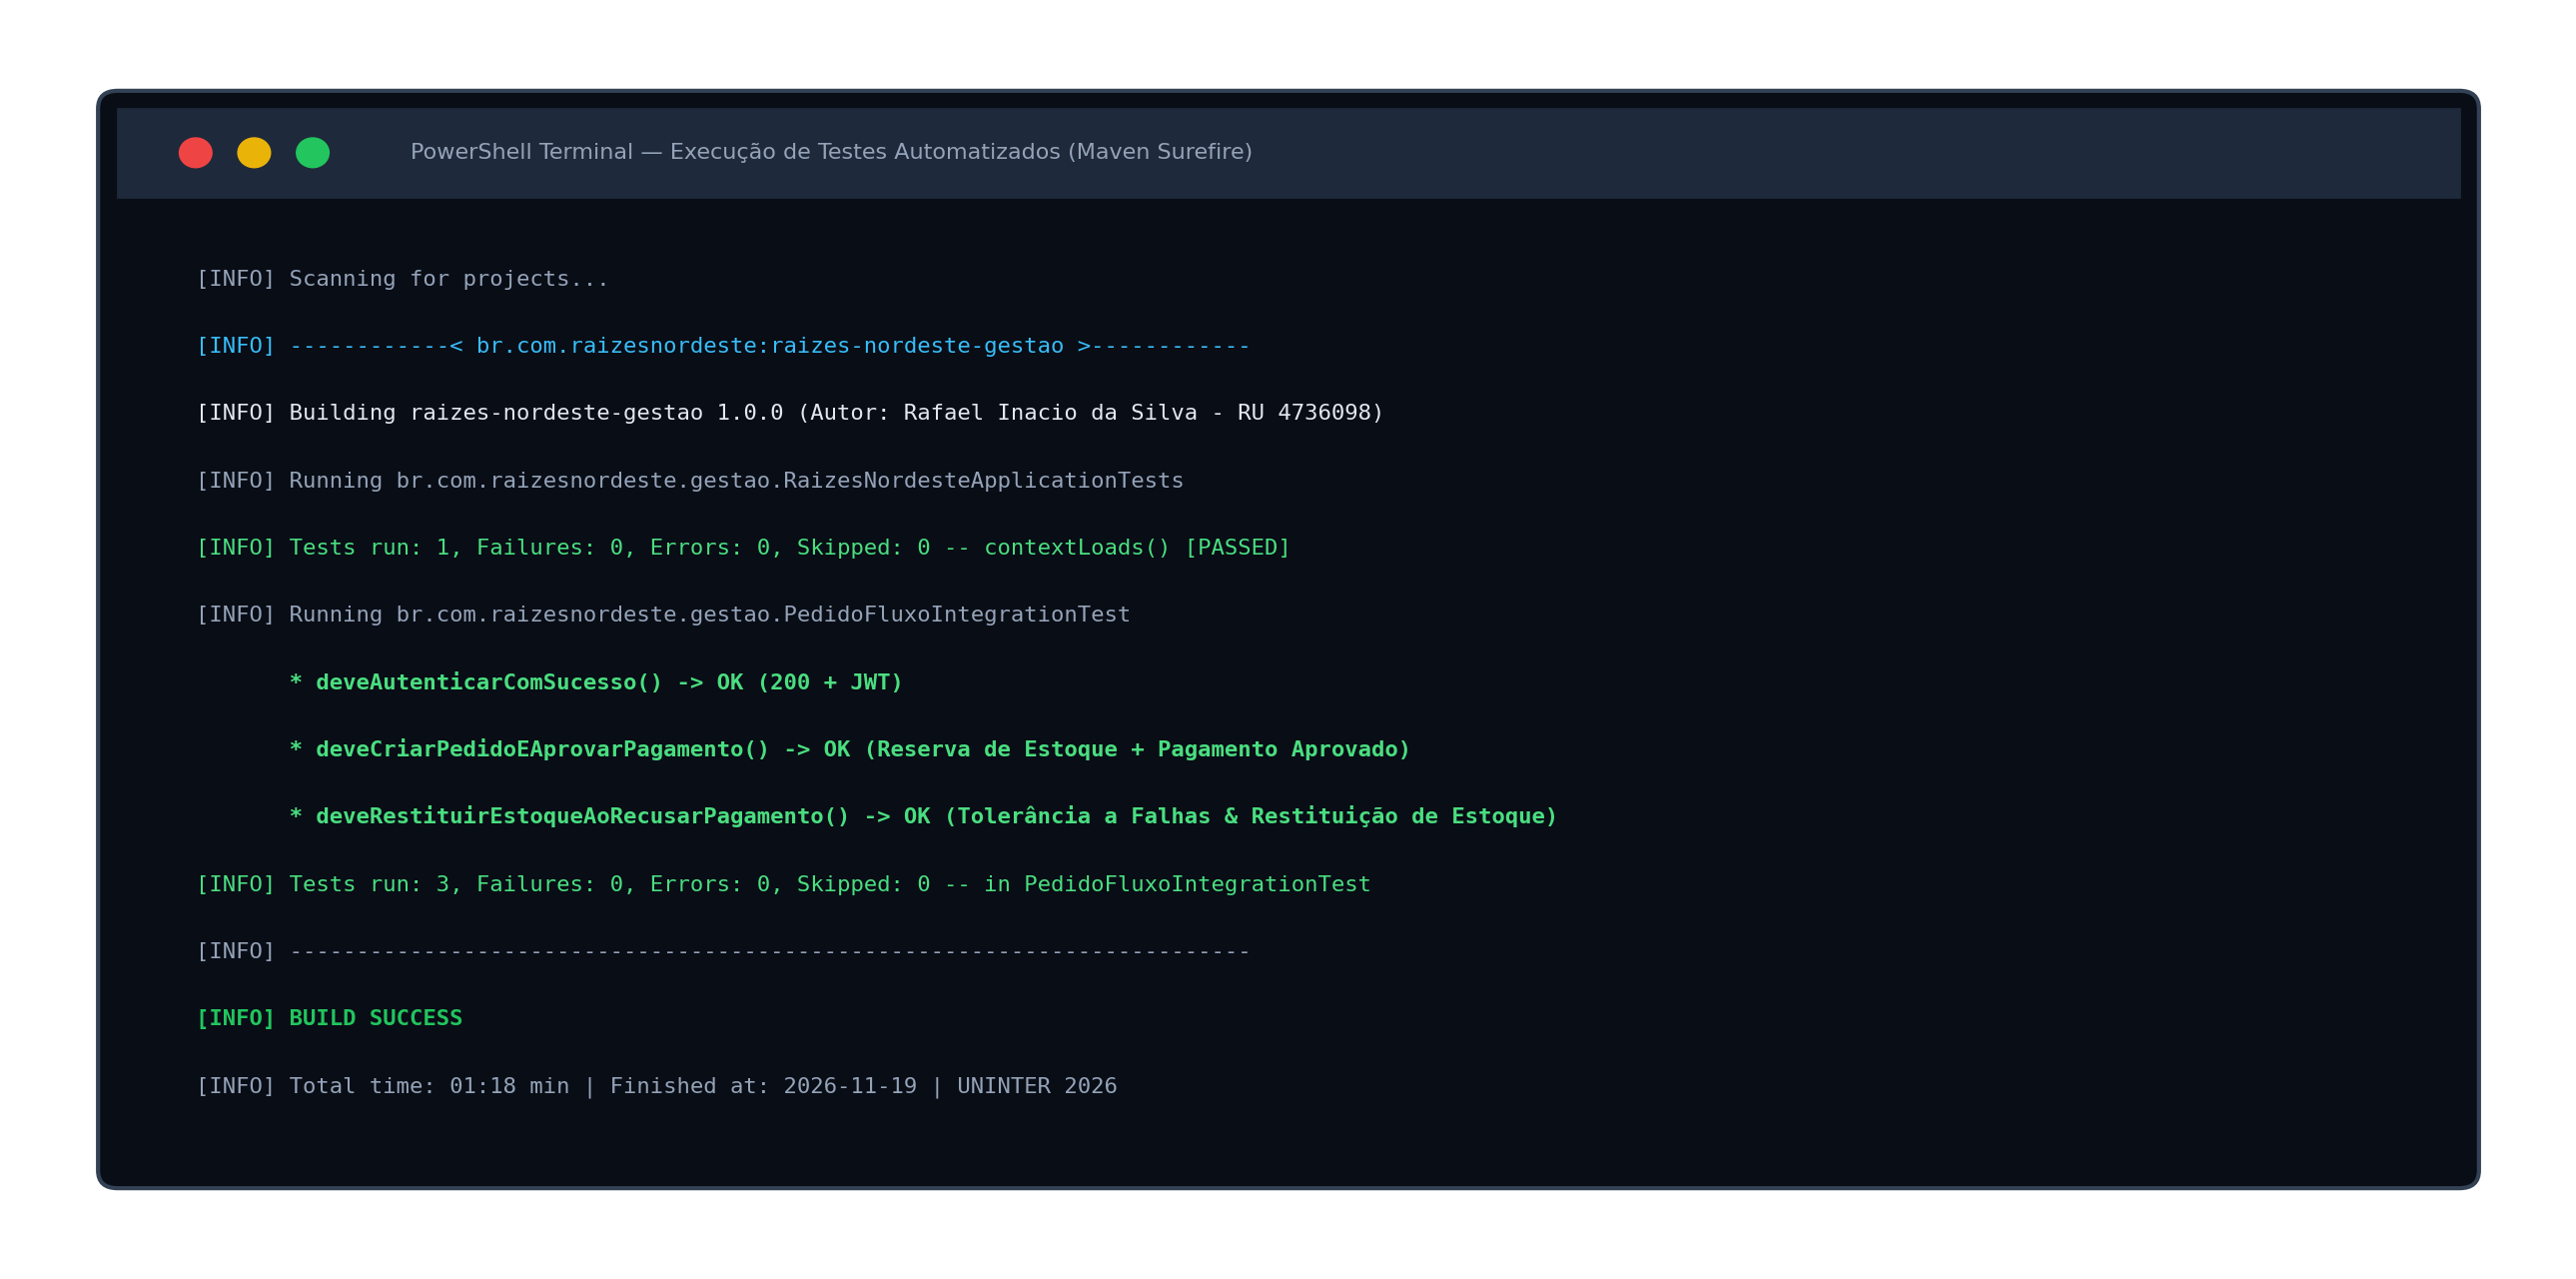 PowerShell Terminal — Execução de Testes Automatizados (Maven Surefire)
[INFO] Scanning for projects...
[INFO] ------------< br.com.raizesnordeste:raizes-nordeste-gestao >------------
[INFO] Building raizes-nordeste-gestao 1.0.0 (Autor: Rafael Inacio da Silva - RU 4736098)
[INFO] Running br.com.raizesnordeste.gestao.RaizesNordesteApplicationTests
[INFO] Tests run: 1, Failures: 0, Errors: 0, Skipped: 0 -- contextLoads() [PASSED]
[INFO] Running br.com.raizesnordeste.gestao.PedidoFluxoIntegrationTest
* deveAutenticarComSucesso() -> OK (200 + JWT)
* deveCriarPedidoEAprovarPagamento() -> OK (Reserva de Estoque + Pagamento Aprovado)
* deveRestituirEstoqueAoRecusarPagamento() -> OK (Tolerância a Falhas & Restituição de Estoque)
[INFO] Tests run: 3, Failures: 0, Errors: 0, Skipped: 0 -- in PedidoFluxoIntegrationTest
[INFO] ------------------------------------------------------------------------
[INFO] BUILD SUCCESS
[INFO] Total time: 01:18 min | Finished at: 2026-11-19 | UNINTER 2026